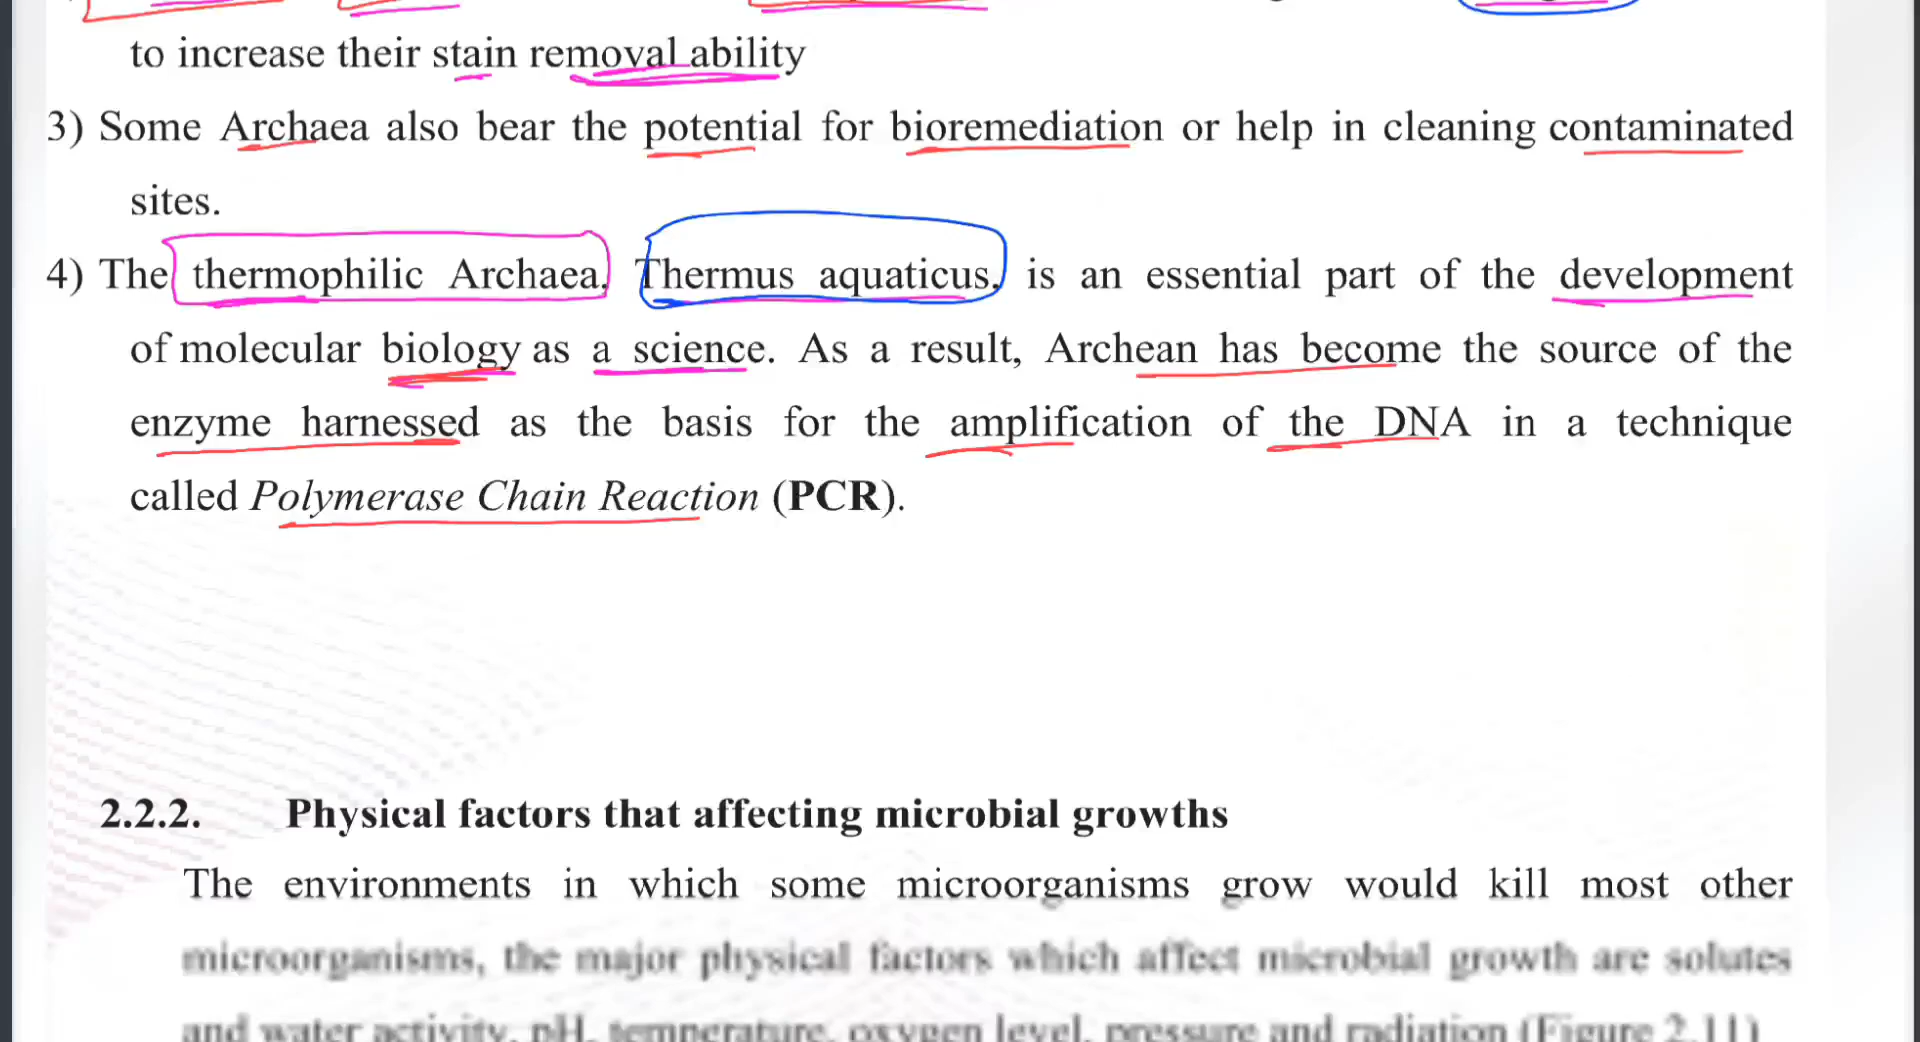 to increase their stain removal ability
3) Some Archaea also bear the potential for bioremediation or help in cleaning contaminated
sites.
4) The thermophilic Archaea, Thermus aquaticus, is an essential part of the development
of molecular biology as a science. As a result, Archean has become the source of the
enzyme harnessed as the basis for the amplification of the DNA in a technique
called Polymerase Chain Reaction (PCR).
2.2.2. Physical factors that affecting microbial growths
The environments in which some microorganisms grow would kill most other
microorganisms, the major physical factors which affect microbial growth are solutes
and water activity, pH, temperature, oxygen level, pressure and radiation (Figure 2.11)